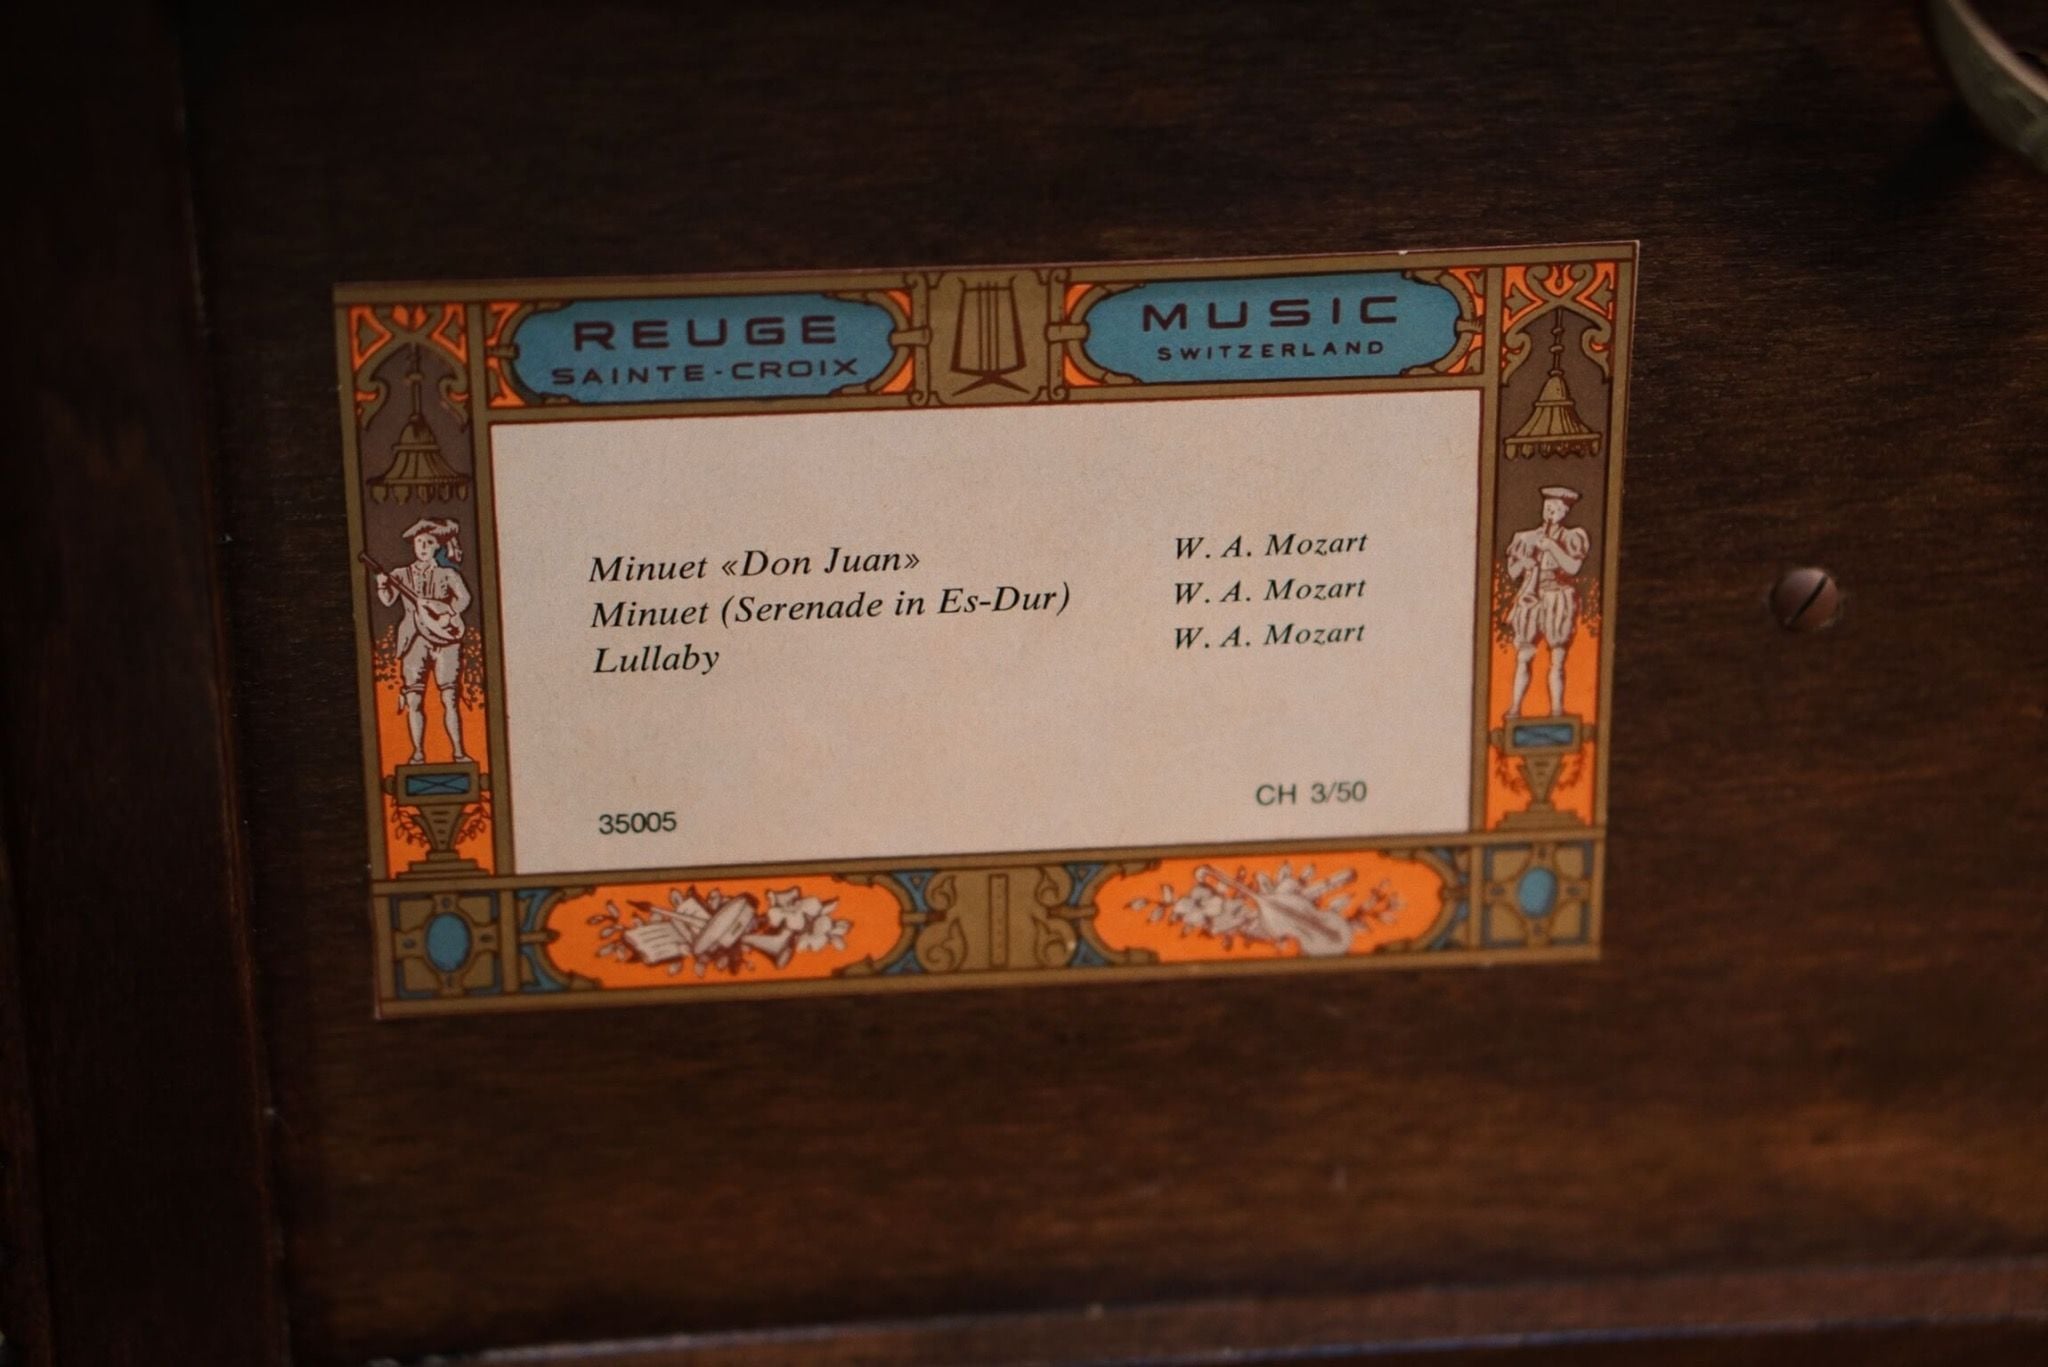 REUGE
SAINTE-CROIX
MUSIC
SWITZERLAND
Minuet «Don Juan» W. A. Mozart
Minuet (Serenade in Es-Dur) W. A. Mozart
Lullaby W. A. Mozart
35005 CH 3/50